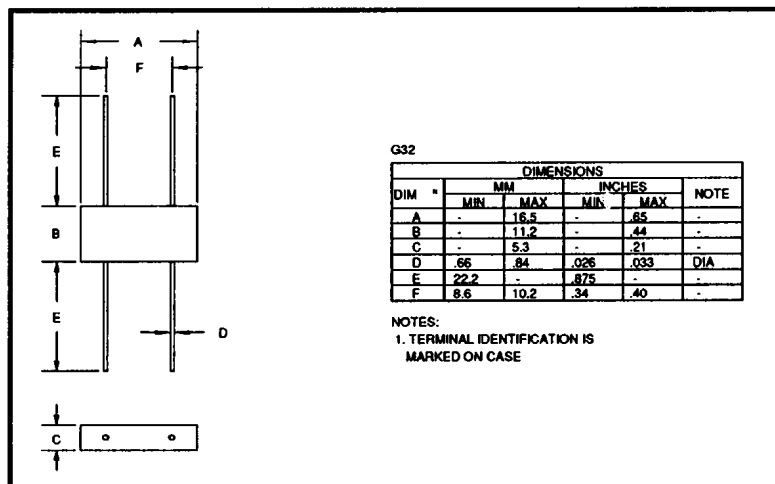 A
F
E
B
E
D
C
G32
DIMENSIONS
DIM MM INCHES NOTE
MIN MAX MIN MAX
A - 16.5 - .65 -
B - 11.2 - .44 -
C - 5.3 - .21 -
D .66 .84 .026 .033 DIA
E 22.2 - .875 - -
F 8.6 10.2 .34 .40 -
NOTES:
1. TERMINAL IDENTIFICATION IS
MARKED ON CASE